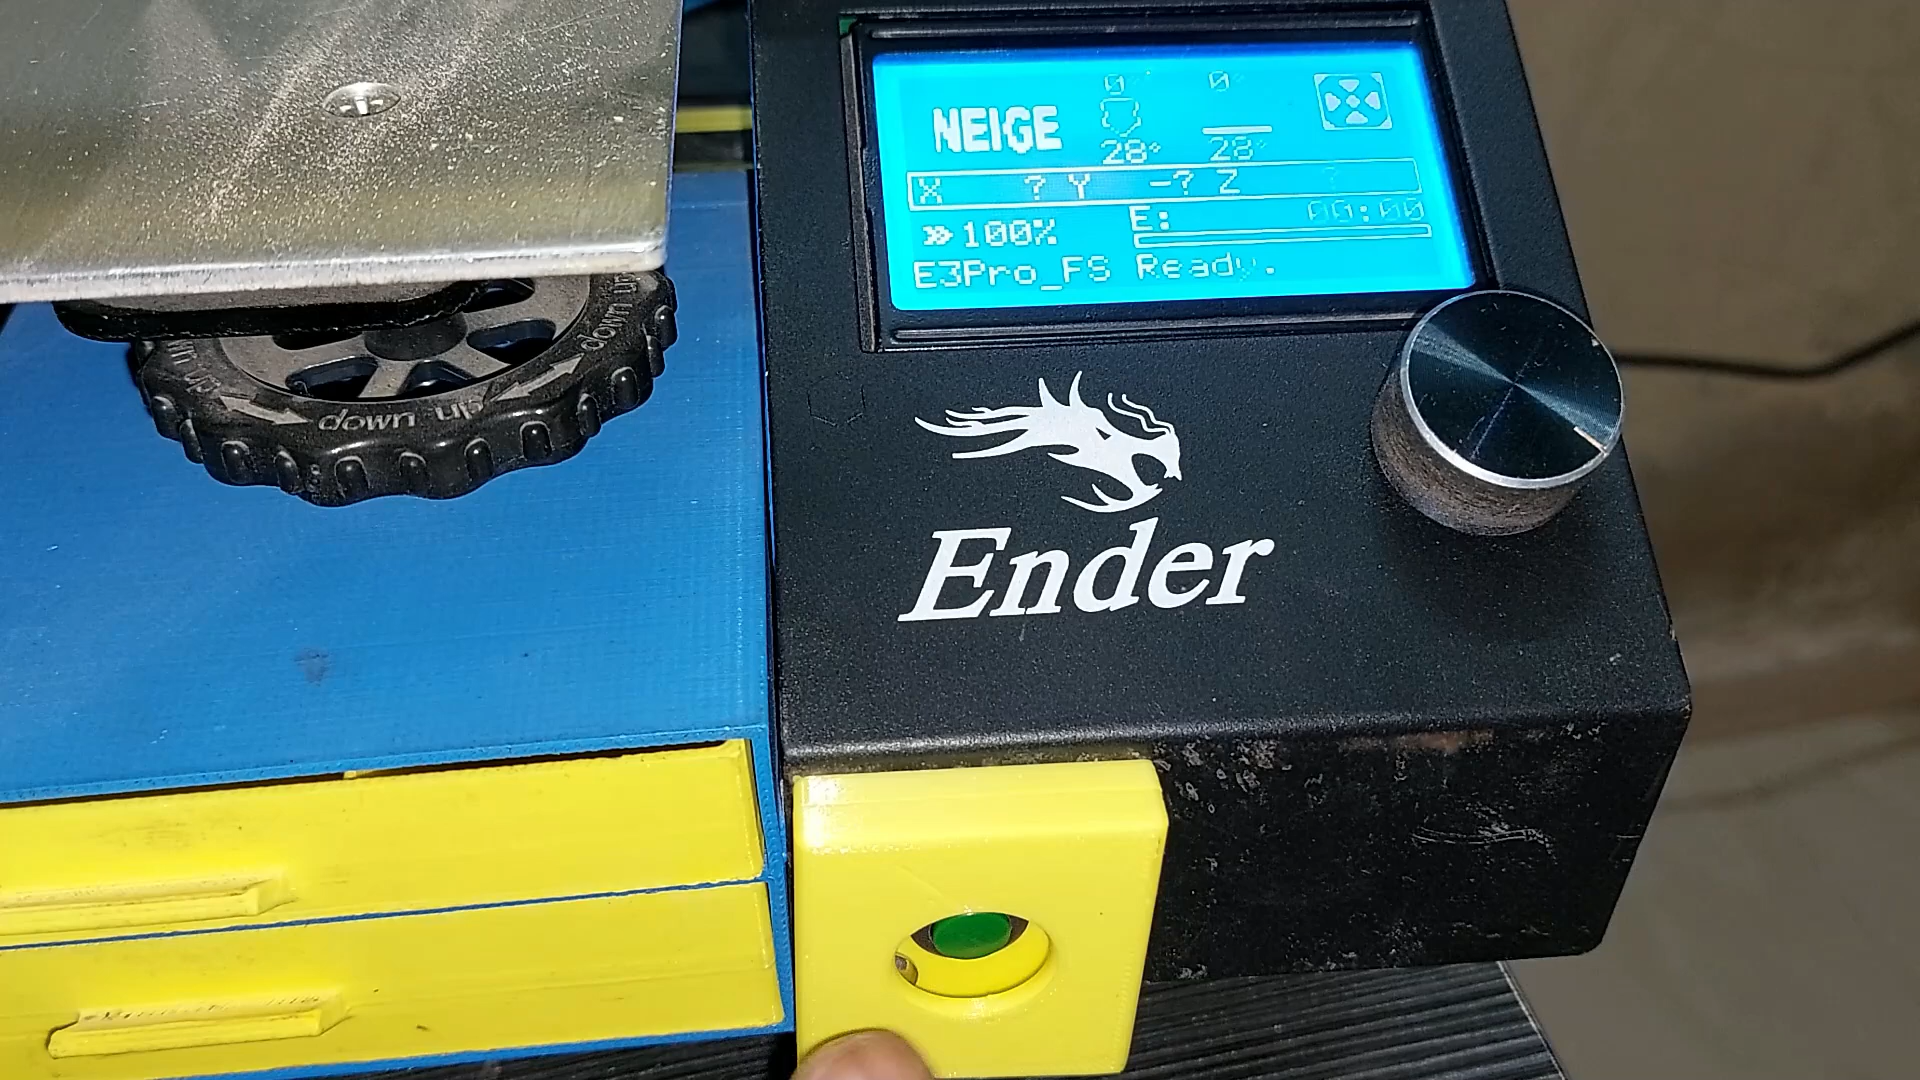 0° 0°
NEIGE
28° 28°
X ? Y -? Z ?
»100% E: 00:00
E3Pro_FS Ready.
Ender
down up
down up